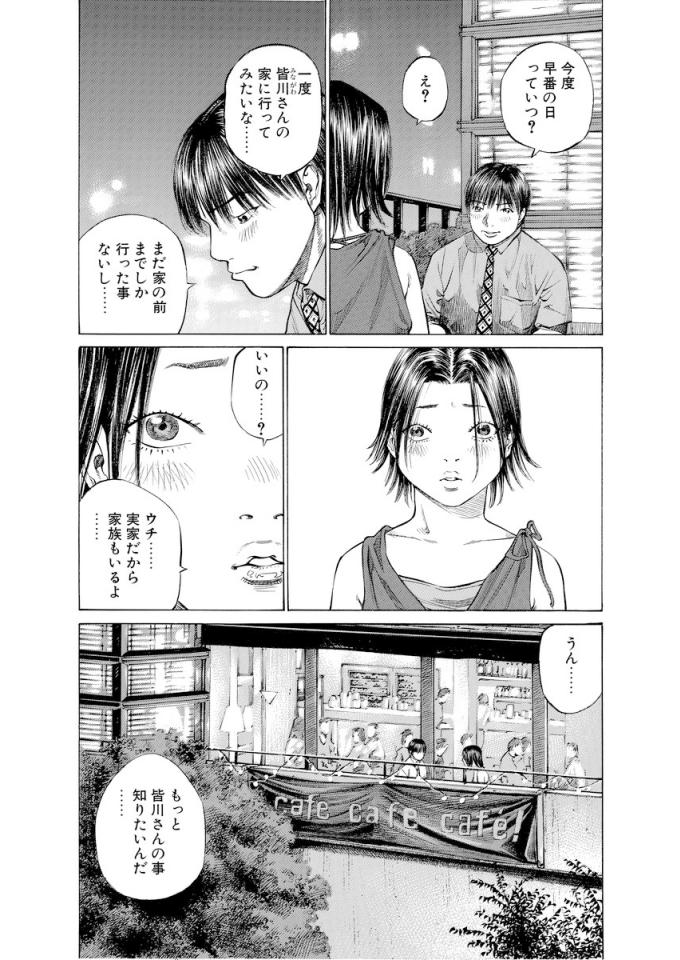 今度
早番の日
っていつ?
え?
一度
皆川さんの
みながわ
家に行って
みたいな……
まだ家の前
までしか
行った事
ないし……
いいの……?
ウチ……
実家だから
家族もいるよ
……
うん……
もっと
皆川さんの事
知りたいんだ
……
cafe cafe cafe!